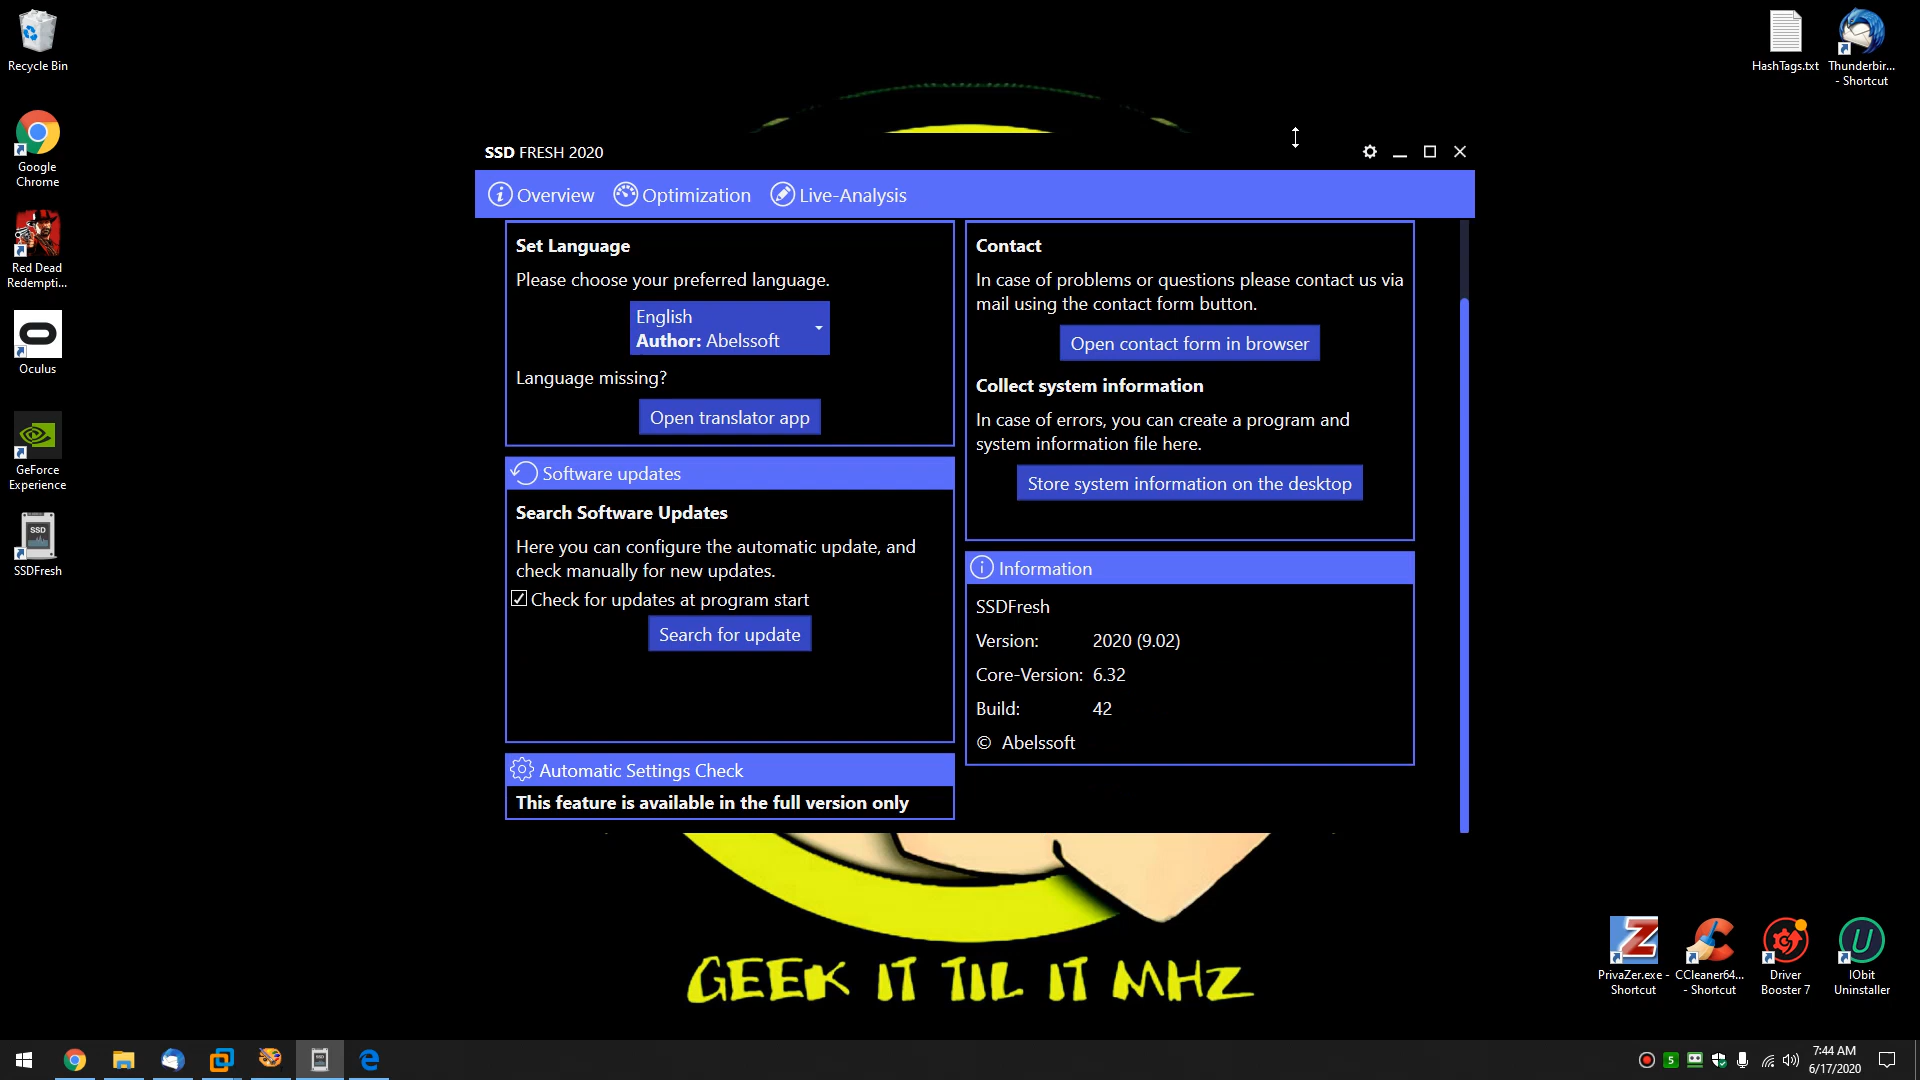 Recycle Bin
Google
Chrome
Red Dead
Redempti...
Oculus
GeForce
Experience
SSD
SSDFresh
HashTags.txt
Thunderbir...
- Shortcut
SSD FRESH 2020
Overview
Optimization
Live-Analysis
Set Language
Please choose your preferred language.
English
Author: Abelssoft
Language missing?
Open translator app
Software updates
Search Software Updates
Here you can configure the automatic update, and
check manually for new updates.
Check for updates at program start
Search for update
Automatic Settings Check
This feature is available in the full version only
Contact
In case of problems or questions please contact us via
mail using the contact form button.
Open contact form in browser
Collect system information
In case of errors, you can create a program and
system information file here.
Store system information on the desktop
Information
SSDFresh
Version: 2020 (9.02)
Core-Version: 6.32
Build: 42
© Abelssoft
GEEK IT TIL IT MHZ
PrivaZer.exe -
Shortcut
CCleaner64...
- Shortcut
Driver
Booster 7
IObit
Uninstaller
5
7:44 AM
6/17/2020